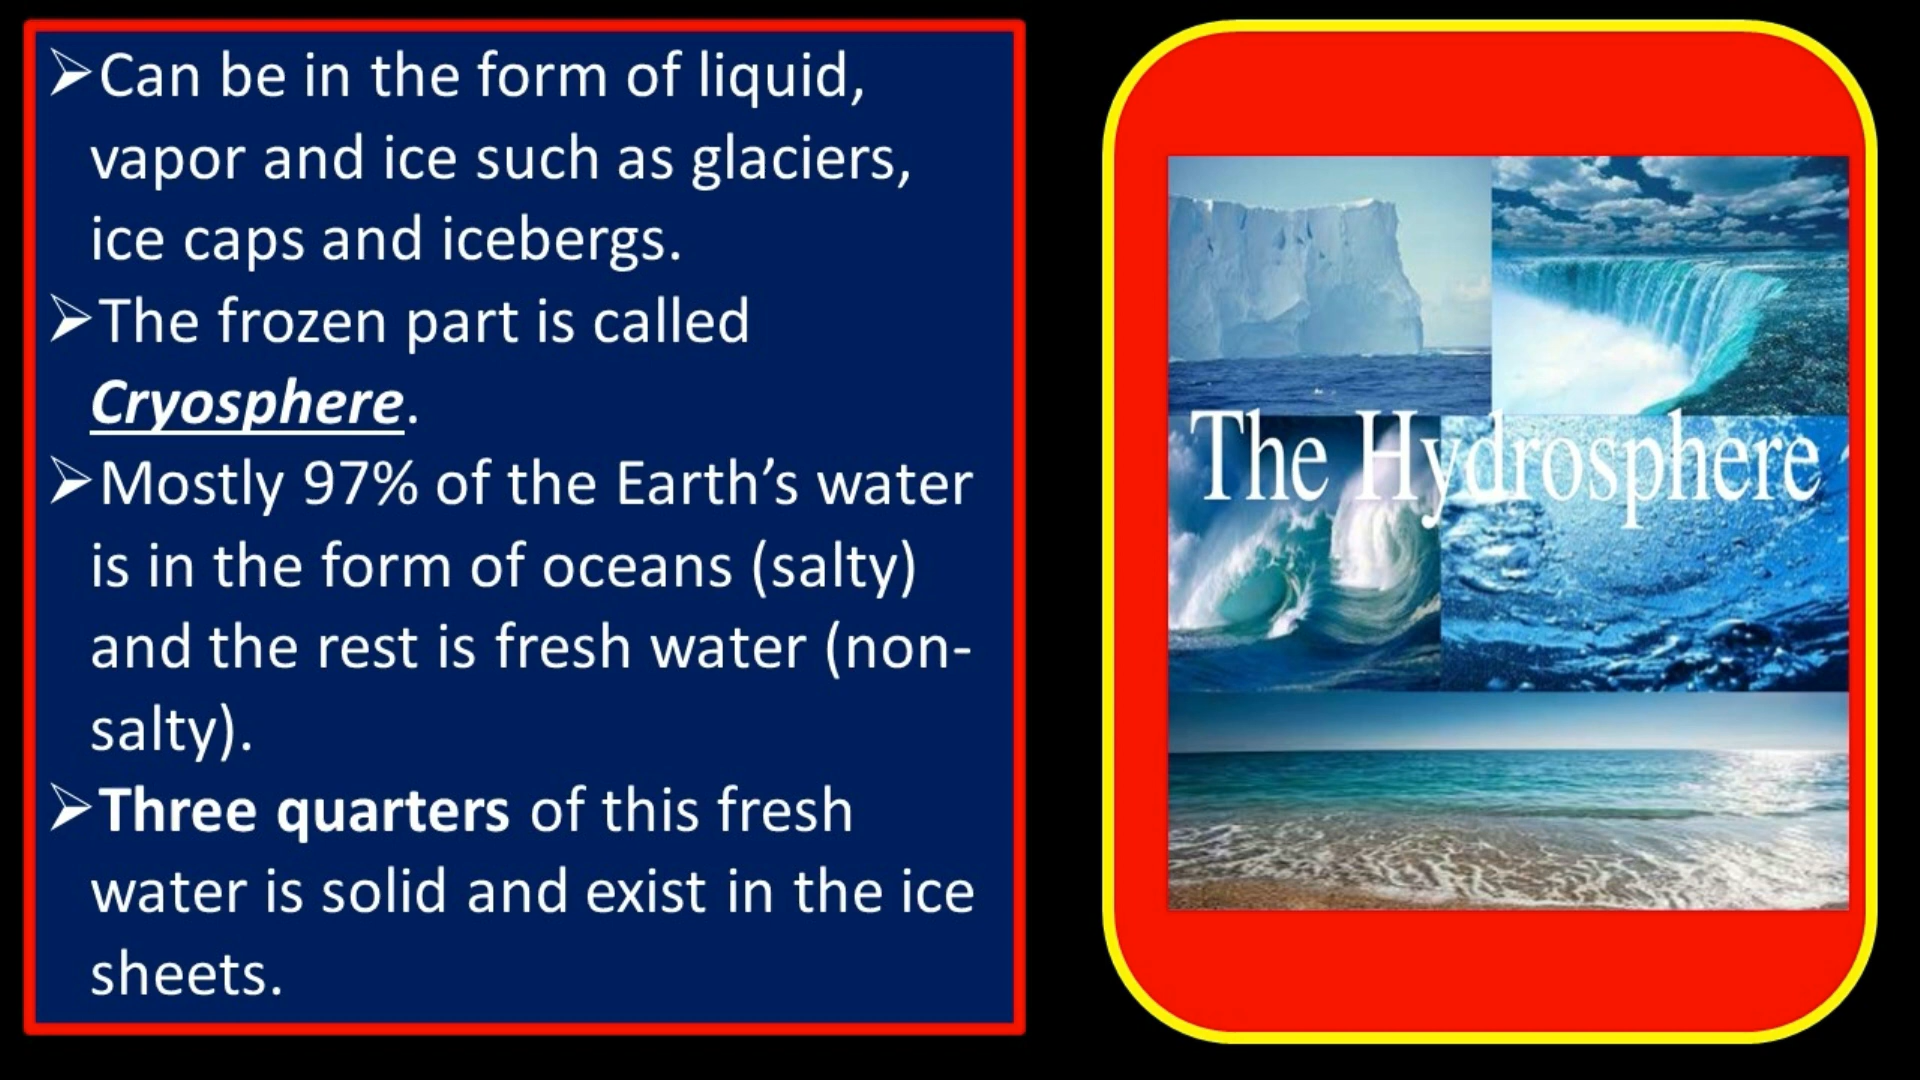 ➢Can be in the form of liquid,
vapor and ice such as glaciers,
ice caps and icebergs.
➢The frozen part is called
Cryosphere.
➢Mostly 97% of the Earth’s water
is in the form of oceans (salty)
and the rest is fresh water (non-
salty).
➢Three quarters of this fresh
water is solid and exist in the ice
sheets.
The Hydrosphere